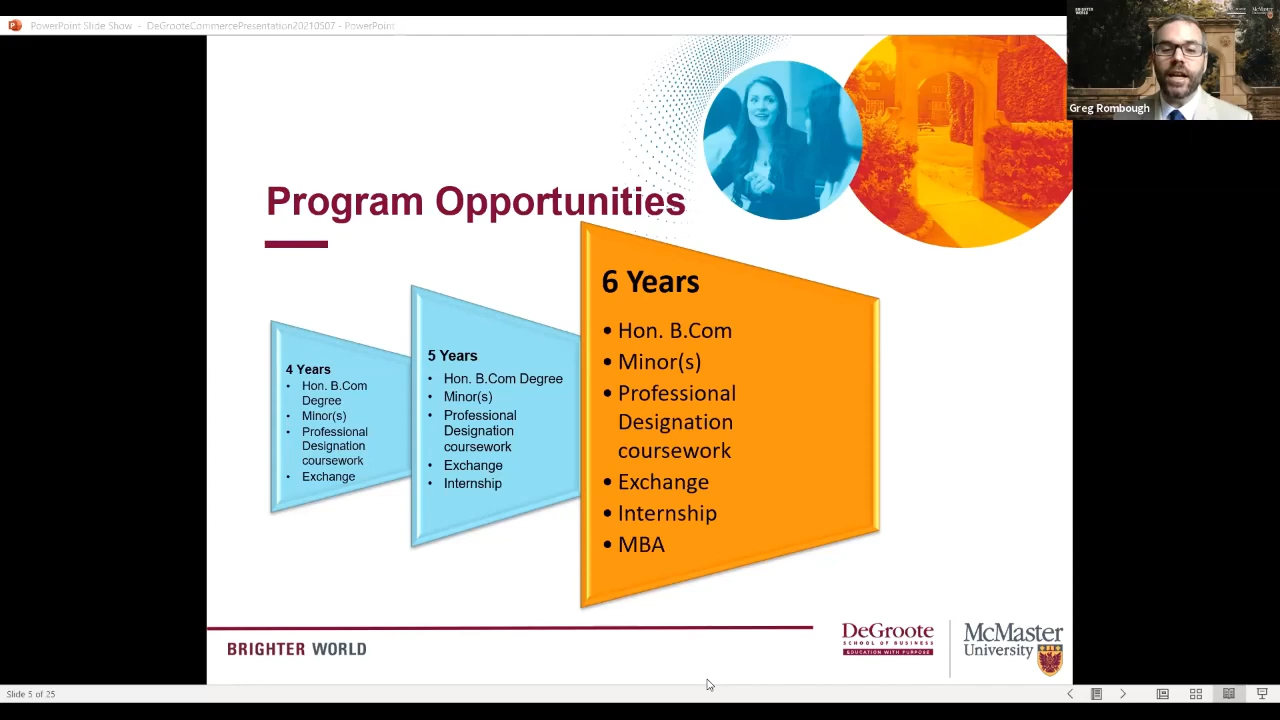 PowerPoint Slide Show - DeGrooteCommercePresentation20210507 - PowerPoint
BRIGHTER
WORLD
Greg Rombough
Program Opportunities
4 Years
• Hon. B.Com
Degree
• Minor(s)
• Professional
Designation
coursework
• Exchange
5 Years
• Hon. B.Com Degree
• Minor(s)
• Professional
Designation
coursework
• Exchange
• Internship
6 Years
• Hon. B.Com
• Minor(s)
• Professional
Designation
coursework
• Exchange
• Internship
• MBA
BRIGHTER WORLD
DeGroote
SCHOOL OF BUSINESS
EDUCATION WITH PURPOSE
McMaster
University
Slide 5 of 25